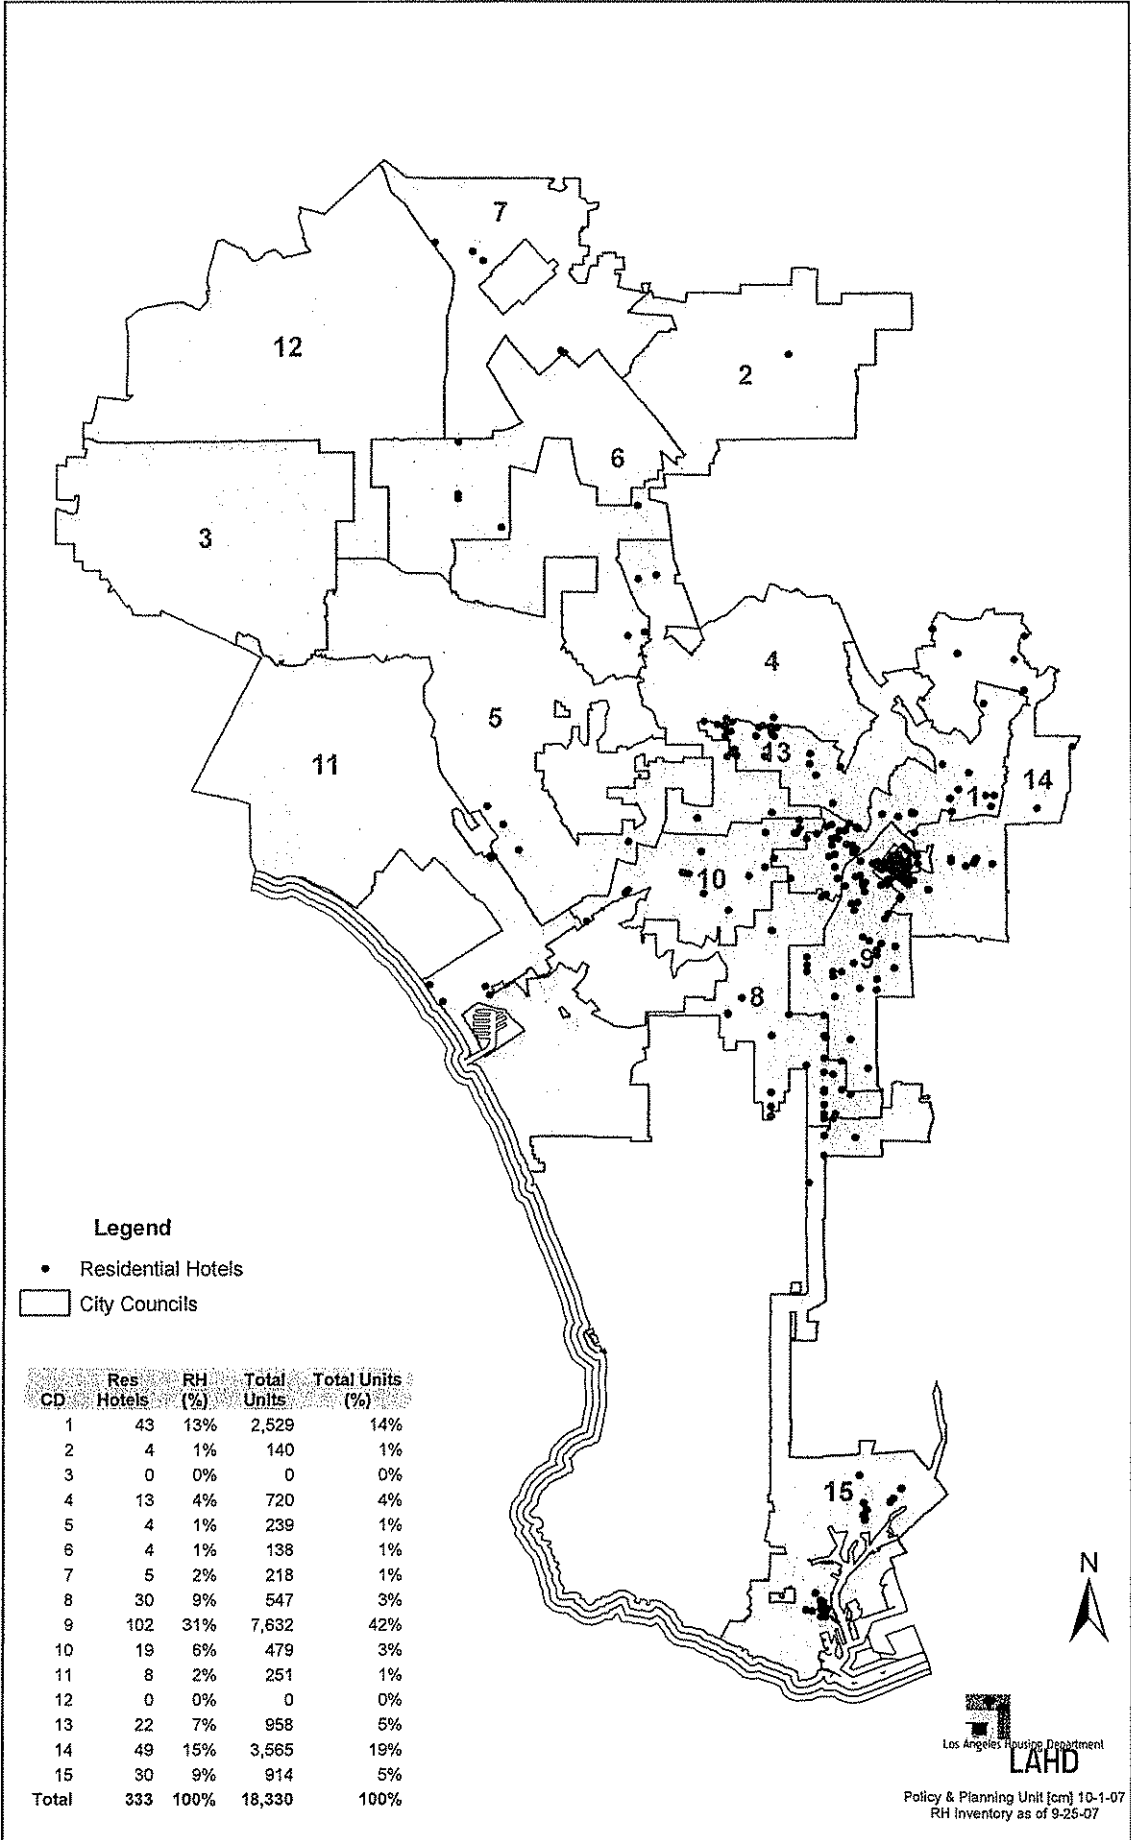 7
12
2
6
3
4
5
13
11
14
1
10
9
8
Legend
Residential Hotels
City Councils
CD Res Hotels RH (%) Total Units Total Units (%)
1 43 13% 2,529 14%
2 4 1% 140 1%
3 0 0% 0 0%
4 13 4% 720 4%
5 4 1% 239 1%
6 4 1% 138 1%
7 5 2% 218 1%
8 30 9% 547 3%
9 102 31% 7,632 42%
10 19 6% 479 3%
11 8 2% 251 1%
12 0 0% 0 0%
13 22 7% 958 5%
14 49 15% 3,565 19%
15 30 9% 914 5%
Total 333 100% 18,330 100%
15
N
Los Angeles Housing Department
LAHD
Policy & Planning Unit [cm] 10-1-07
RH Inventory as of 9-25-07